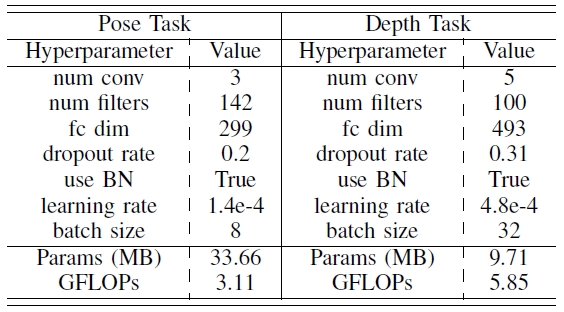 Pose Task Depth Task
Hyperparameter Value Hyperparameter Value
num conv 3 num conv 5
num filters 142 num filters 100
fc dim 299 fc dim 493
dropout rate 0.2 dropout rate 0.31
use BN True use BN True
learning rate 1.4e-4 learning rate 4.8e-4
batch size 8 batch size 32
Params (MB) 33.66 Params (MB) 9.71
GFLOPs 3.11 GFLOPs 5.85